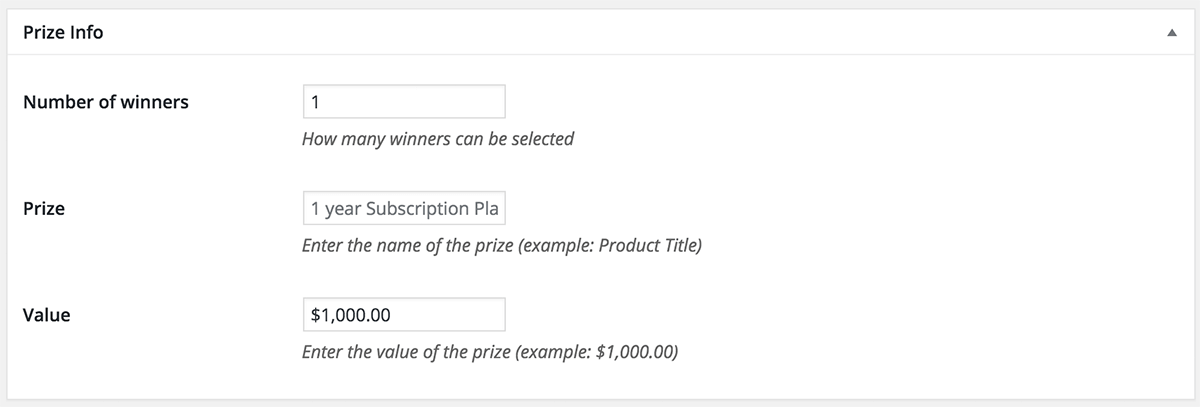 Prize Info
Number of winners
1
How many winners can be selected
Prize
1 year Subscription Pla
Enter the name of the prize (example: Product Title)
Value
$1,000.00
Enter the value of the prize (example: $1,000.00)